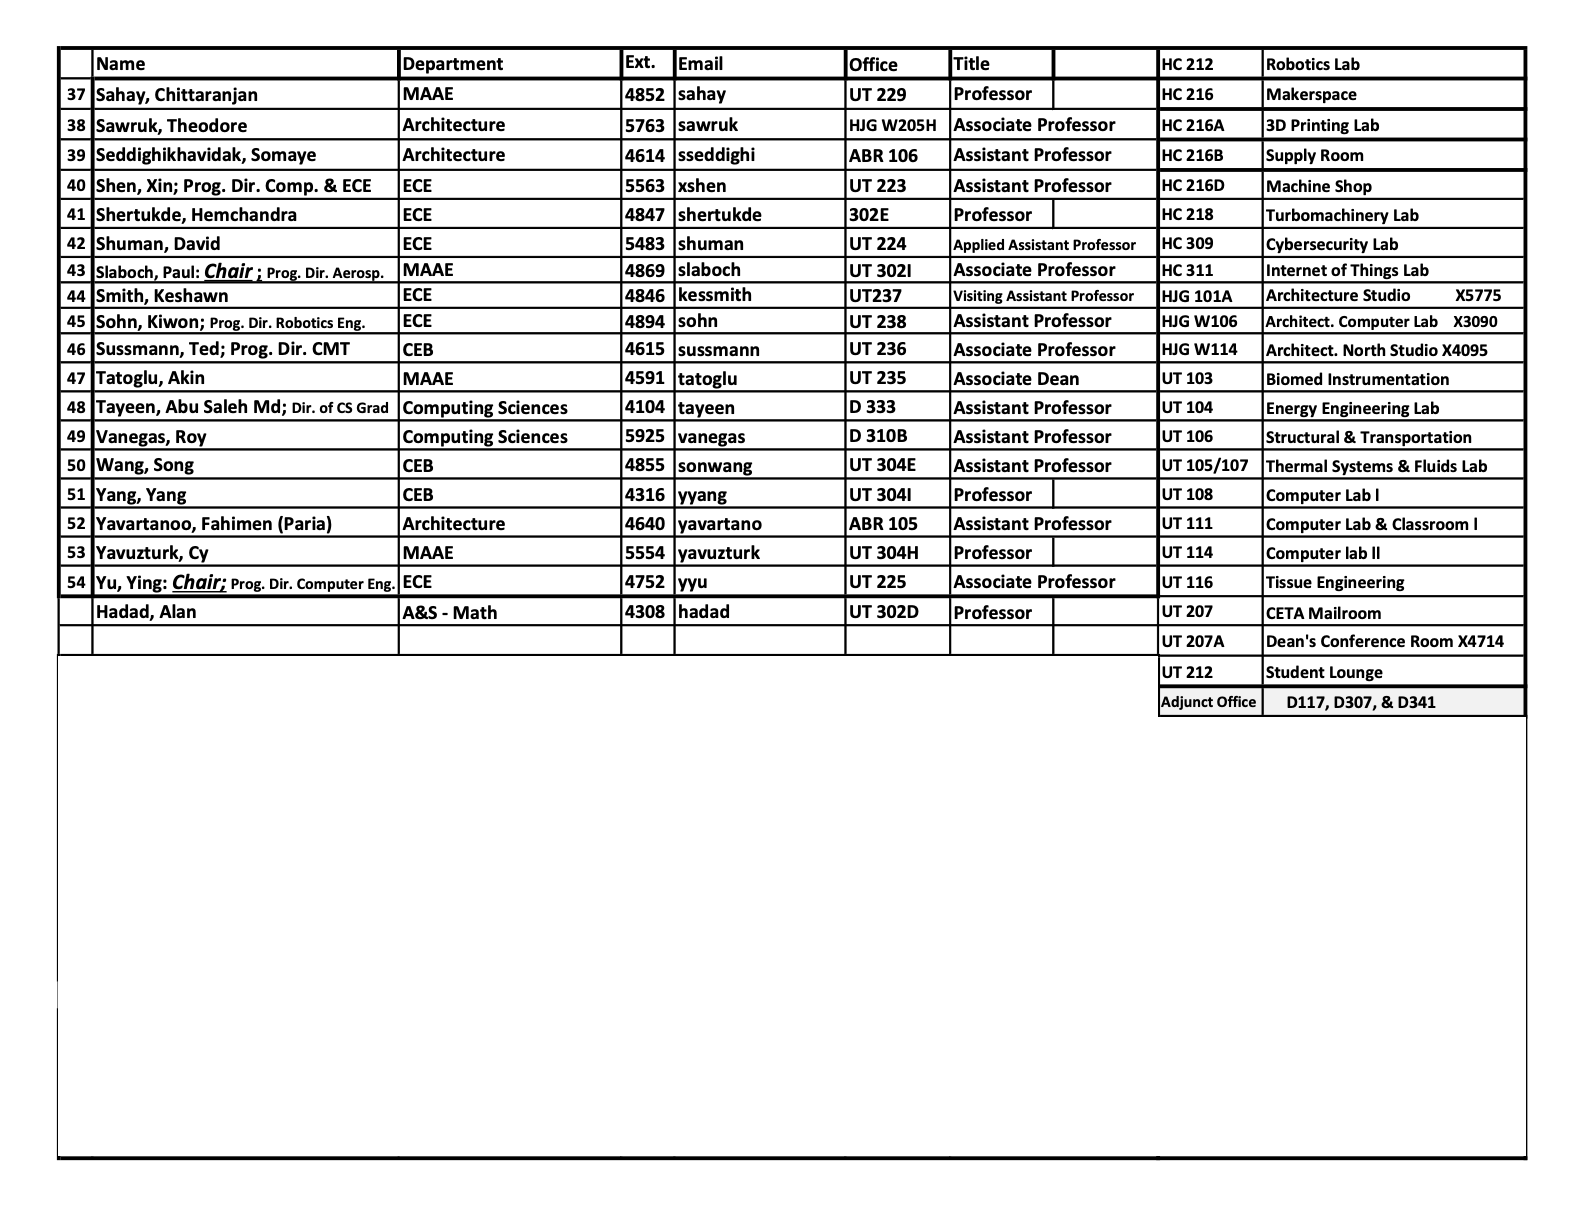 Name Department Ext. Email Office Title HC 212 Robotics Lab
37 Sahay, Chittaranjan MAAE 4852 sahay UT 229 Professor HC 216 Makerspace
38 Sawruk, Theodore Architecture 5763 sawruk HJG W205H Associate Professor HC 216A 3D Printing Lab
39 Seddighikhavidak, Somaye Architecture 4614 sseddighi ABR 106 Assistant Professor HC 216B Supply Room
40 Shen, Xin; Prog. Dir. Comp. & ECE ECE 5563 xshen UT 223 Assistant Professor HC 216D Machine Shop
41 Shertukde, Hemchandra ECE 4847 shertukde 302E Professor HC 218 Turbomachinery Lab
42 Shuman, David ECE 5483 shuman UT 224 Applied Assistant Professor HC 309 Cybersecurity Lab
43 Slaboch, Paul: Chair ; Prog. Dir. Aerosp. MAAE 4869 slaboch UT 302I Associate Professor HC 311 Internet of Things Lab
44 Smith, Keshawn ECE 4846 kessmith UT237 Visiting Assistant Professor HJG 101A Architecture Studio X5775
45 Sohn, Kiwon; Prog. Dir. Robotics Eng. ECE 4894 sohn UT 238 Assistant Professor HJG W106 Architect. Computer Lab X3090
46 Sussmann, Ted; Prog. Dir. CMT CEB 4615 sussmann UT 236 Associate Professor HJG W114 Architect. North Studio X4095
47 Tatoglu, Akin MAAE 4591 tatoglu UT 235 Associate Dean UT 103 Biomed Instrumentation
48 Tayeen, Abu Saleh Md; Dir. of CS Grad Computing Sciences 4104 tayeen D 333 Assistant Professor UT 104 Energy Engineering Lab
49 Vanegas, Roy Computing Sciences 5925 vanegas D 310B Assistant Professor UT 106 Structural & Transportation
50 Wang, Song CEB 4855 sonwang UT 304E Assistant Professor UT 105/107 Thermal Systems & Fluids Lab
51 Yang, Yang CEB 4316 yyang UT 304I Professor UT 108 Computer Lab l
52 Yavartanoo, Fahimen (Paria) Architecture 4640 yavartano ABR 105 Assistant Professor UT 111 Computer Lab & Classroom l
53 Yavuzturk, Cy MAAE 5554 yavuzturk UT 304H Professor UT 114 Computer lab ll
54 Yu, Ying: Chair; Prog. Dir. Computer Eng. ECE 4752 yyu UT 225 Associate Professor UT 116 Tissue Engineering
Hadad, Alan A&S - Math 4308 hadad UT 302D Professor UT 207 CETA Mailroom
UT 207A Dean's Conference Room X4714
UT 212 Student Lounge
Adjunct Office D117, D307, & D341